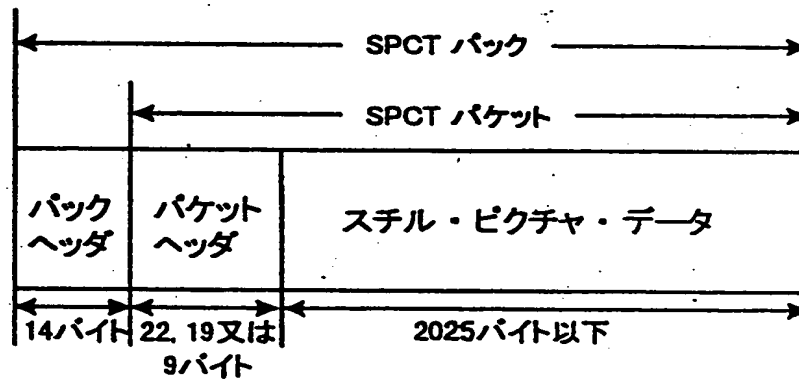 SPCT パック
SPCT パケット
パック
ヘッダ
パケット
ヘッダ
スチル・ピクチャ・データ
14バイト
22, 19又は
9バイト
2025バイト以下